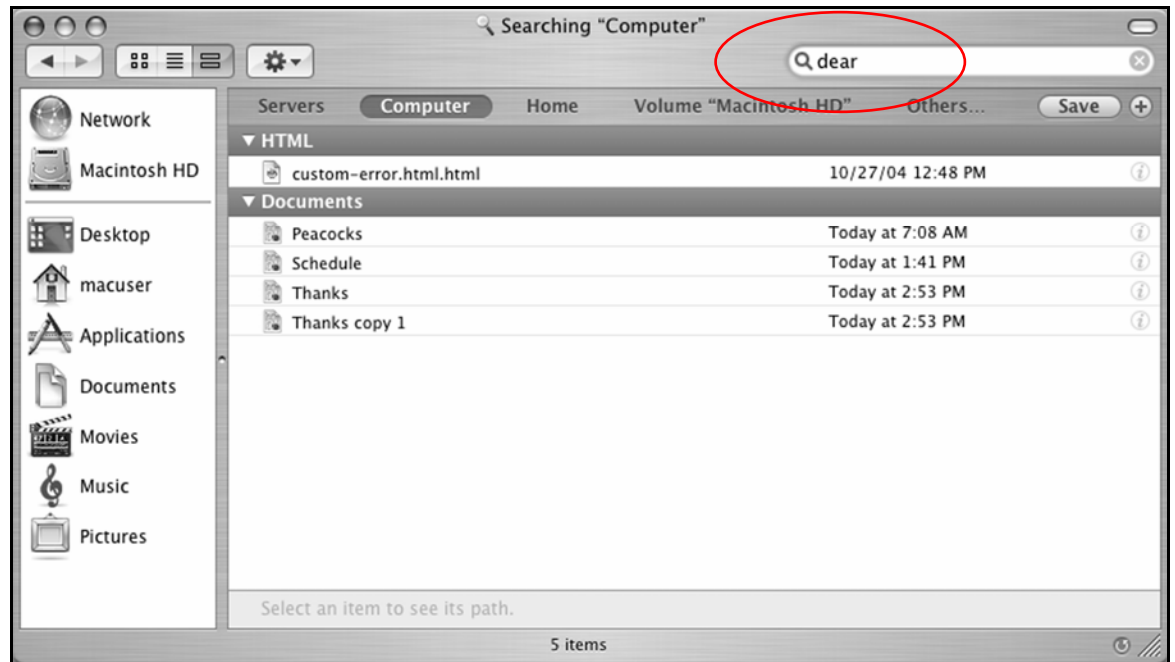 Searching “Computer”
dear
Servers Computer Home Volume “Macintosh HD” Others... Save
Network
Macintosh HD
Desktop
macuser
Applications
Documents
Movies
Music
Pictures
HTML
custom-error.html.html 10/27/04 12:48 PM
Documents
Peacocks Today at 7:08 AM
Schedule Today at 1:41 PM
Thanks Today at 2:53 PM
Thanks copy 1 Today at 2:53 PM
Select an item to see its path.
5 items